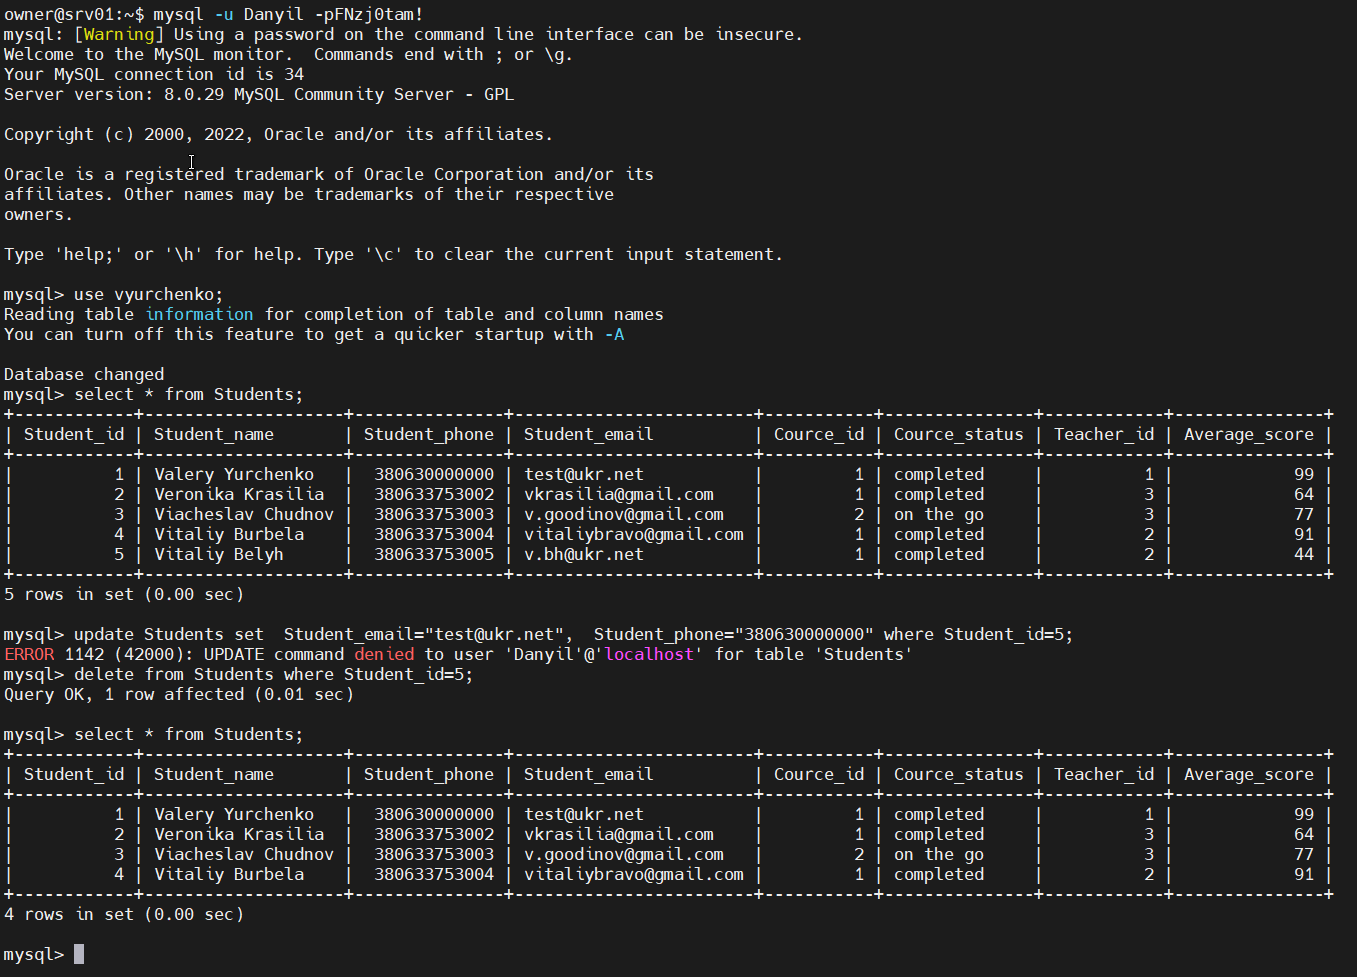 owner@srv01:~$ mysql -u Danyil -pFNzj0tam!
mysql: [Warning] Using a password on the command line interface can be insecure.
Welcome to the MySQL monitor.  Commands end with ; or \g.
Your MySQL connection id is 34
Server version: 8.0.29 MySQL Community Server - GPL

Copyright (c) 2000, 2022, Oracle and/or its affiliates.

Oracle is a registered trademark of Oracle Corporation and/or its
affiliates. Other names may be trademarks of their respective
owners.

Type 'help;' or '\h' for help. Type '\c' to clear the current input statement.

mysql> use vyurchenko;
Reading table information for completion of table and column names
You can turn off this feature to get a quicker startup with -A

Database changed
mysql> select * from Students;
+------------+--------------------+---------------+------------------------+-----------+---------------+------------+---------------+
| Student_id | Student_name       | Student_phone | Student_email          | Cource_id | Cource_status | Teacher_id | Average_score |
+------------+--------------------+---------------+------------------------+-----------+---------------+------------+---------------+
|          1 | Valery Yurchenko   |  380630000000 | test@ukr.net           |         1 | completed     |          1 |            99 |
|          2 | Veronika Krasilia  |  380633753002 | vkrasilia@gmail.com    |         1 | completed     |          3 |            64 |
|          3 | Viacheslav Chudnov |  380633753003 | v.goodinov@gmail.com   |         2 | on the go     |          3 |            77 |
|          4 | Vitaliy Burbela    |  380633753004 | vitaliybravo@gmail.com |         1 | completed     |          2 |            91 |
|          5 | Vitaliy Belyh      |  380633753005 | v.bh@ukr.net           |         1 | completed     |          2 |            44 |
+------------+--------------------+---------------+------------------------+-----------+---------------+------------+---------------+
5 rows in set (0.00 sec)

mysql> update Students set  Student_email="test@ukr.net",  Student_phone="380630000000" where Student_id=5;
ERROR 1142 (42000): UPDATE command denied to user 'Danyil'@'localhost' for table 'Students'
mysql> delete from Students where Student_id=5;
Query OK, 1 row affected (0.01 sec)

mysql> select * from Students;
+------------+--------------------+---------------+------------------------+-----------+---------------+------------+---------------+
| Student_id | Student_name       | Student_phone | Student_email          | Cource_id | Cource_status | Teacher_id | Average_score |
+------------+--------------------+---------------+------------------------+-----------+---------------+------------+---------------+
|          1 | Valery Yurchenko   |  380630000000 | test@ukr.net           |         1 | completed     |          1 |            99 |
|          2 | Veronika Krasilia  |  380633753002 | vkrasilia@gmail.com    |         1 | completed     |          3 |            64 |
|          3 | Viacheslav Chudnov |  380633753003 | v.goodinov@gmail.com   |         2 | on the go     |          3 |            77 |
|          4 | Vitaliy Burbela    |  380633753004 | vitaliybravo@gmail.com |         1 | completed     |          2 |            91 |
+------------+--------------------+---------------+------------------------+-----------+---------------+------------+---------------+
4 rows in set (0.00 sec)

mysql>